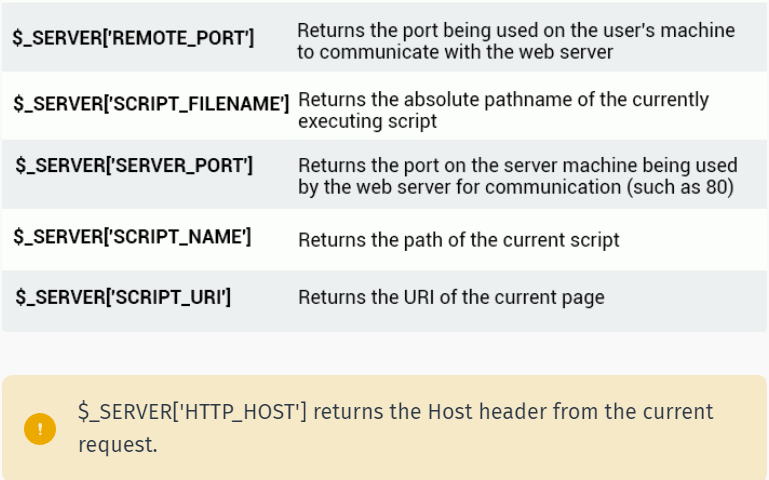 $_SERVER['REMOTE_PORT'] Returns the port being used on the user's machine
to communicate with the web server
$_SERVER['SCRIPT_FILENAME'] Returns the absolute pathname of the currently
executing script
$_SERVER['SERVER_PORT'] Returns the port on the server machine being used
by the web server for communication (such as 80)
$_SERVER['SCRIPT_NAME'] Returns the path of the current script
$_SERVER['SCRIPT_URI'] Returns the URI of the current page
! $_SERVER['HTTP_HOST'] returns the Host header from the current
request.